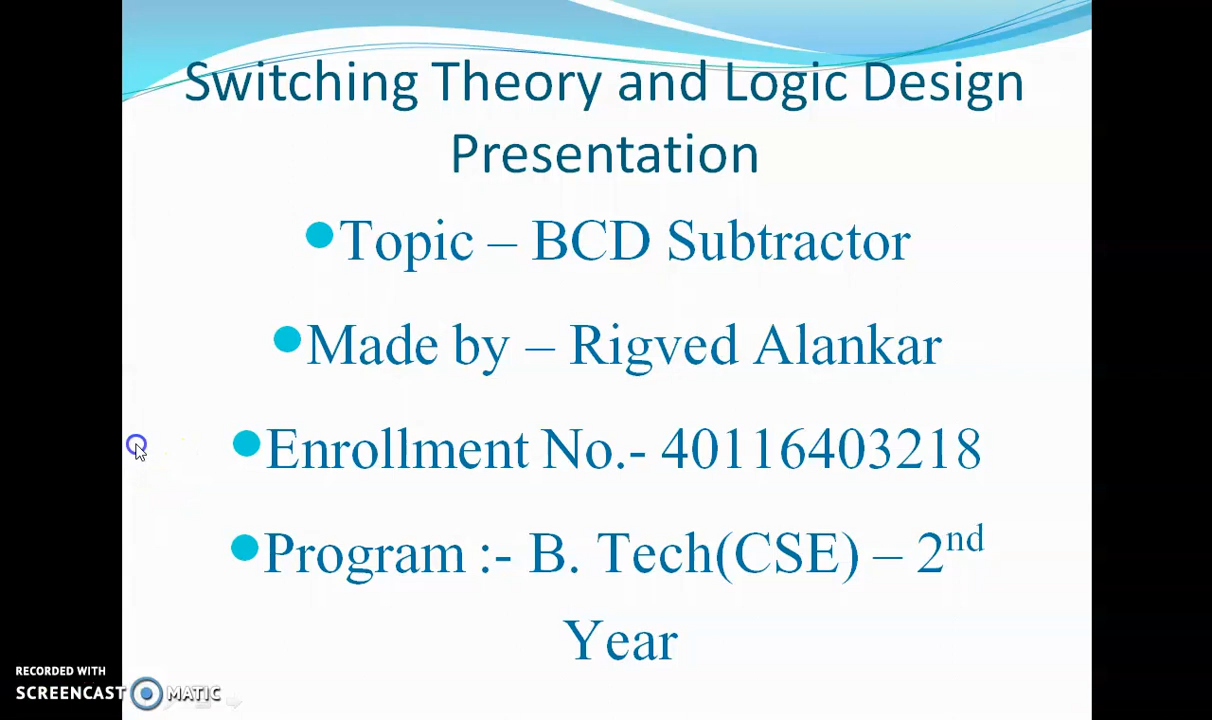 Switching Theory and Logic Design
Presentation
Topic – BCD Subtractor
Made by – Rigved Alankar
Enrollment No.- 40116403218
Program :- B. Tech(CSE) – 2nd
Year
RECORDED WITH
SCREENCAST MATIC